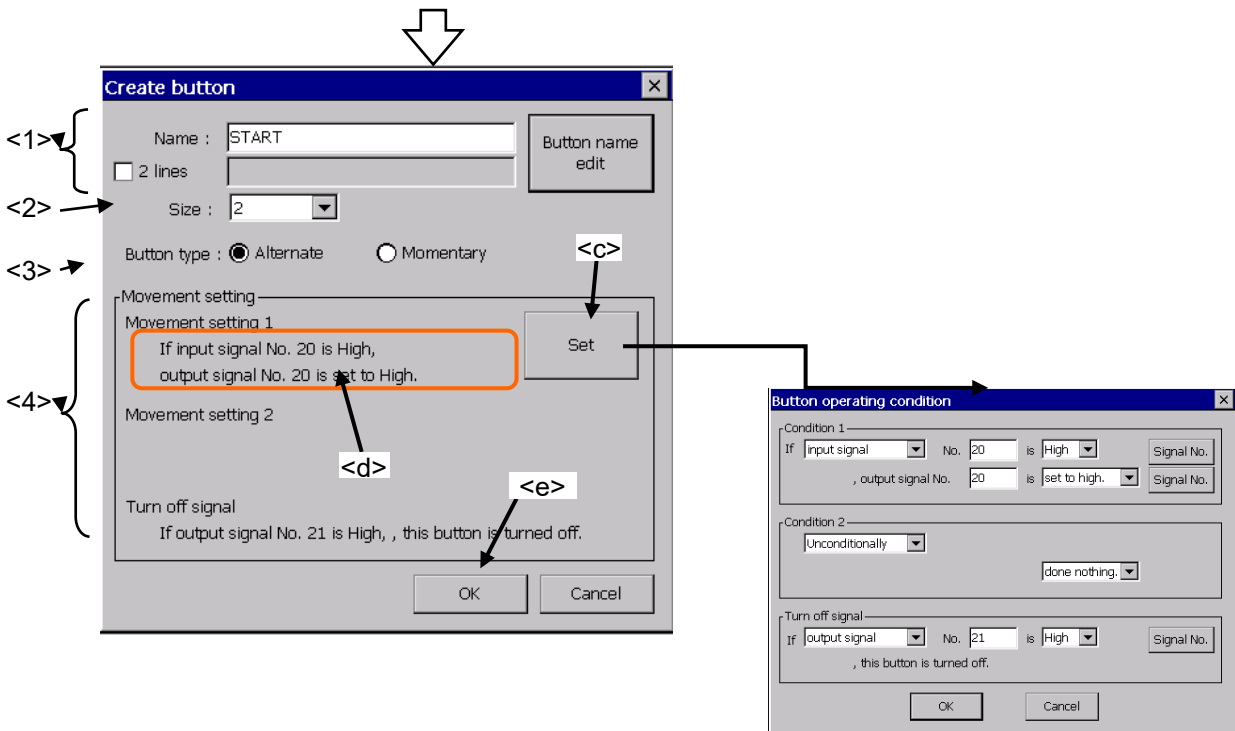 Create button
<1>
Name : START
Button name
edit
2 lines
<2>
Size : 2
<3>
Button type : Alternate Momentary
<c>
Movement setting
Movement setting 1
If input signal No. 20 is High,
output signal No. 20 is set to High.
Set
<4>
Movement setting 2
<d>
<e>
Turn off signal
If output signal No. 21 is High, , this button is turned off.
OK Cancel
Button operating condition
Condition 1
If input signal No. 20 is High Signal No.
, output signal No. 20 is set to high. Signal No.
Condition 2
Unconditionally
done nothing.
Turn off signal
If output signal No. 21 is High Signal No.
, this button is turned off.
OK Cancel